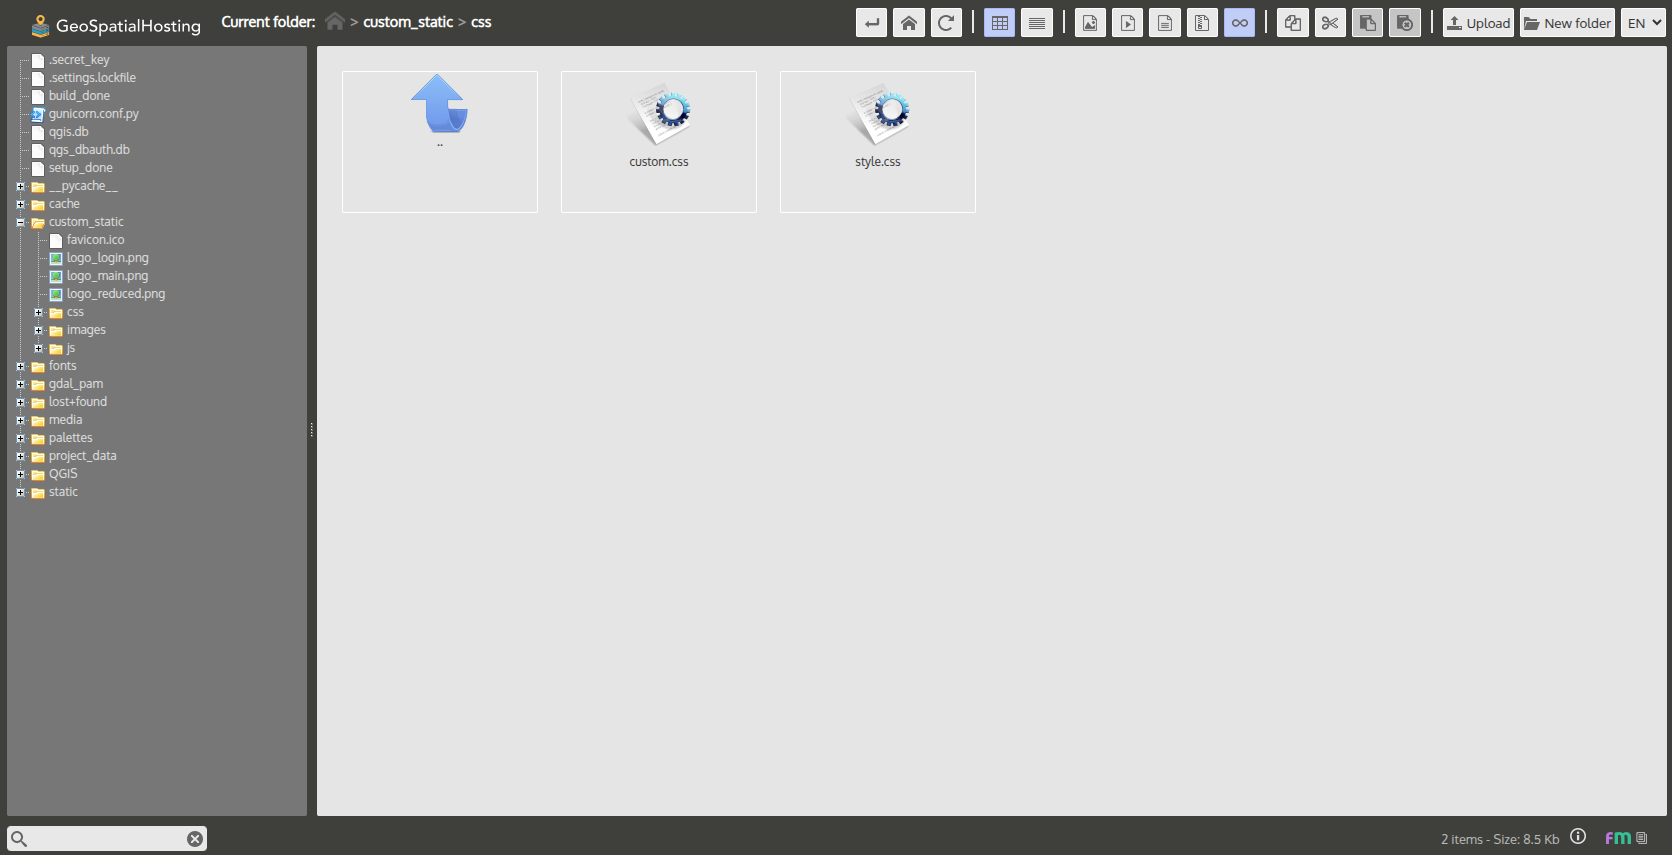 GeoSpatialHosting
Current folder: > custom_static > css
Upload
New folder
EN
.secret_key
.settings.lockfile
build_done
gunicorn.conf.py
qgis.db
qgs_dbauth.db
setup_done
__pycache__
cache
custom_static
favicon.ico
logo_login.png
logo_main.png
logo_reduced.png
css
images
js
fonts
gdal_pam
lost+found
media
palettes
project_data
QGIS
static
..
custom.css
style.css
2 items - Size: 8.5 Kb
Fm